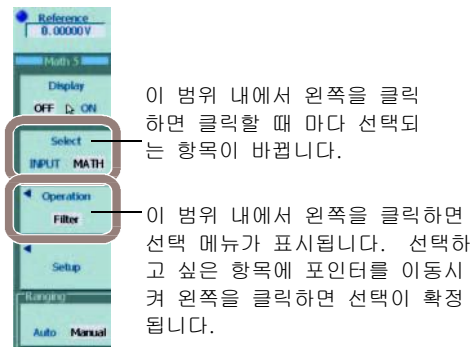 Reference
0.00000V
Math 5
Display
OFF ON
Select
INPUT MATH
Operation
Filter
Setup
Ranging
Auto Manual
이 범위 내에서 왼쪽을 클릭
하면 클릭할 때 마다 선택되
는 항목이 바뀝니다.
이 범위 내에서 왼쪽을 클릭하면
선택 메뉴가 표시됩니다. 선택하
고 싶은 항목에 포인터를 이동시
켜 왼쪽을 클릭하면 선택이 확정
됩니다.